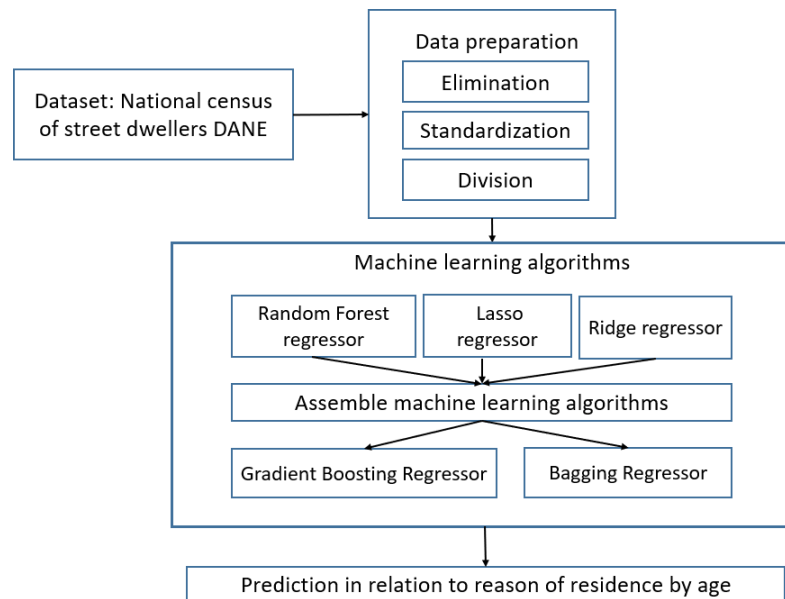 Data preparation
Elimination
Standardization
Division
Dataset: National census
of street dwellers DANE
Machine learning algorithms
Random Forest
regressor
Lasso
regressor
Ridge regressor
Assemble machine learning algorithms
Gradient Boosting Regressor
Bagging Regressor
Prediction in relation to reason of residence by age